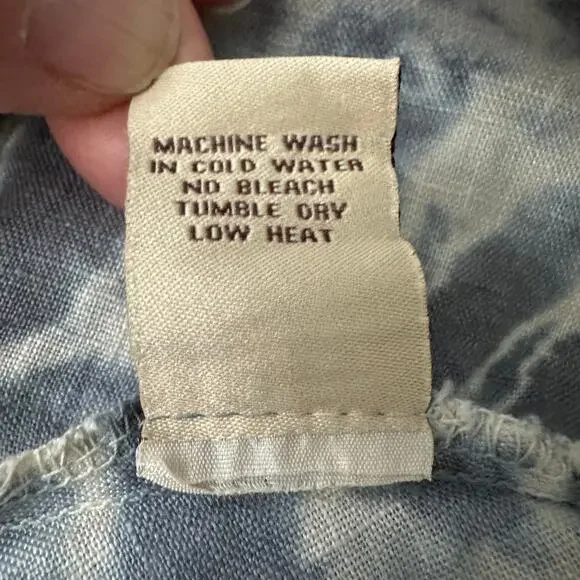 MACHINE WASH
IN COLD WATER
NO BLEACH
TUMBLE DRY
LOW HEAT